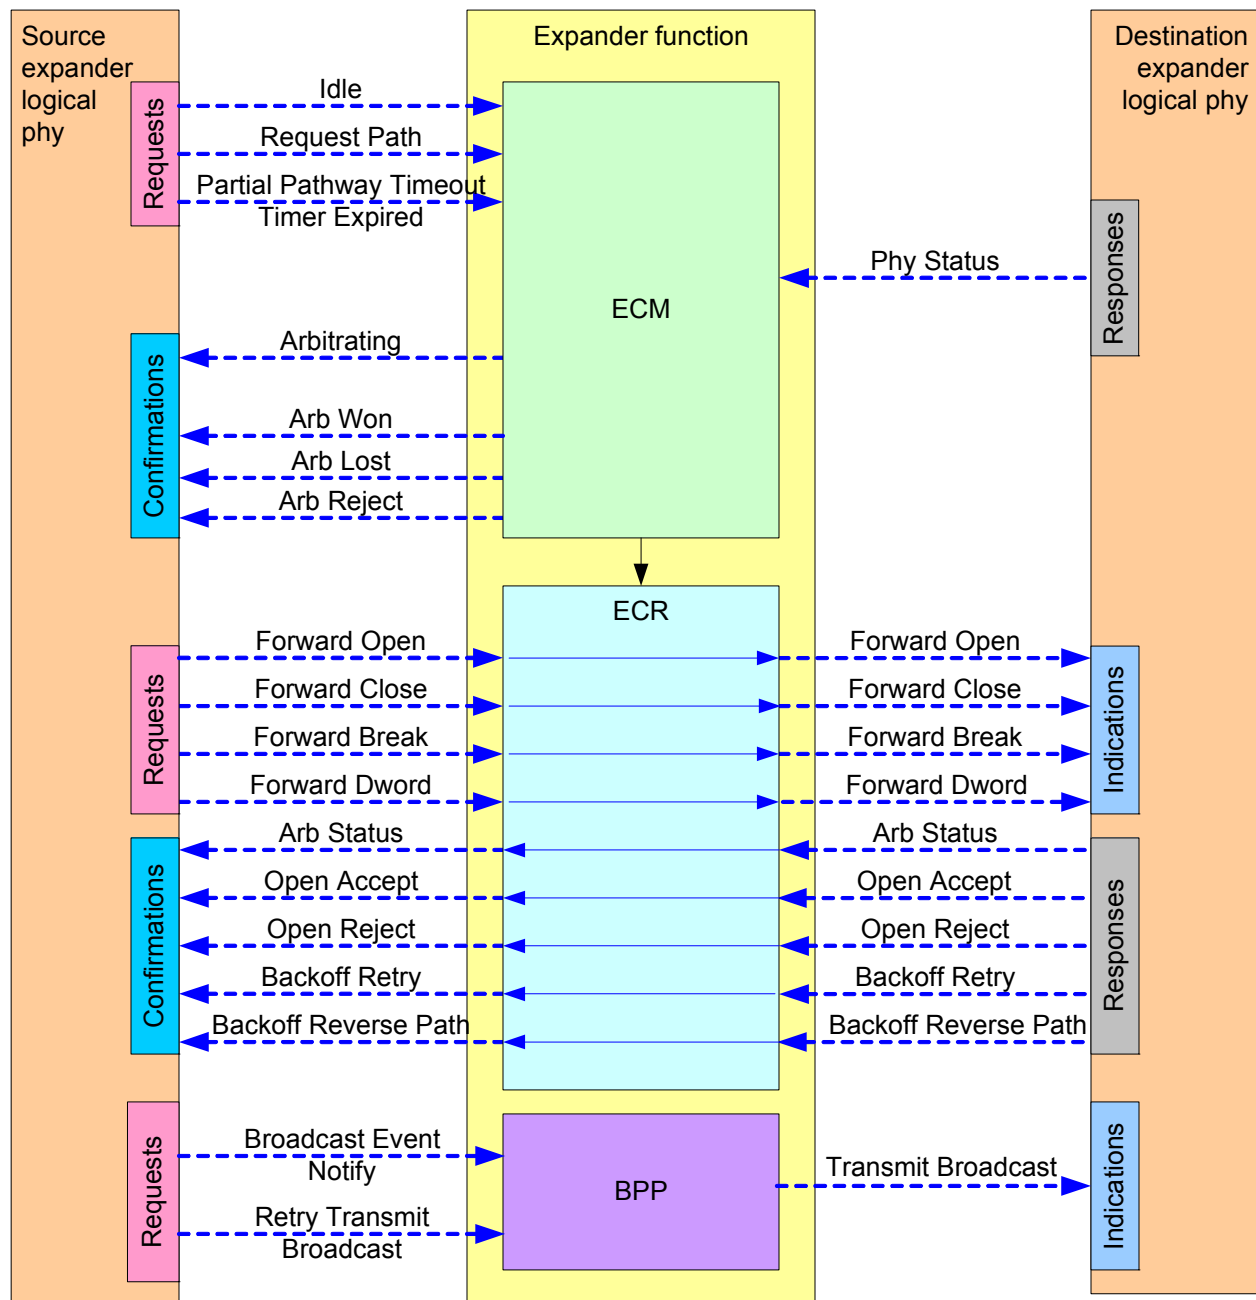 Source
expander
logical
phy
Expander function
Destination
expander
logical phy
Requests
Idle
Request Path
Partial Pathway Timeout
Timer Expired
ECM
Phy Status
Responses
Confirmations
Arbitrating
Arb Won
Arb Lost
Arb Reject
ECR
Requests
Forward Open
Forward Close
Forward Break
Forward Dword
Forward Open
Forward Close
Forward Break
Forward Dword
Indications
Confirmations
Arb Status
Open Accept
Open Reject
Backoff Retry
Backoff Reverse Path
Arb Status
Open Accept
Open Reject
Backoff Retry
Backoff Reverse Path
Responses
Requests
Broadcast Event
Notify
Retry Transmit
Broadcast
BPP
Transmit Broadcast
Indications